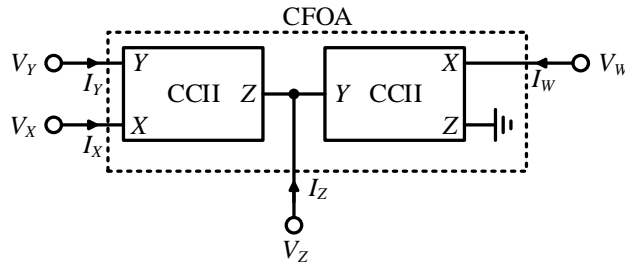 CFOA
V_Y I_Y Y CCII Z Y CCII X I_W V_W
V_X I_X X Z
I_Z
V_Z